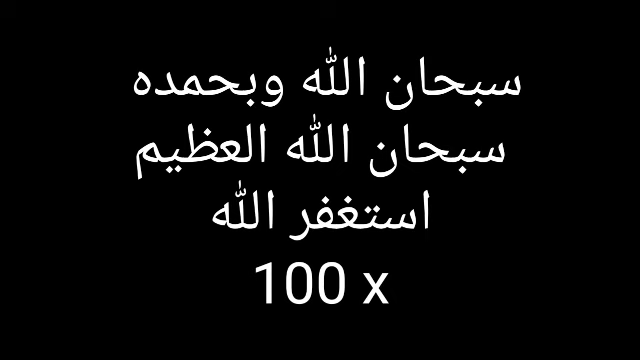 سبحان الله وبحمده
سبحان الله العظيم
استغفر الله
100 x